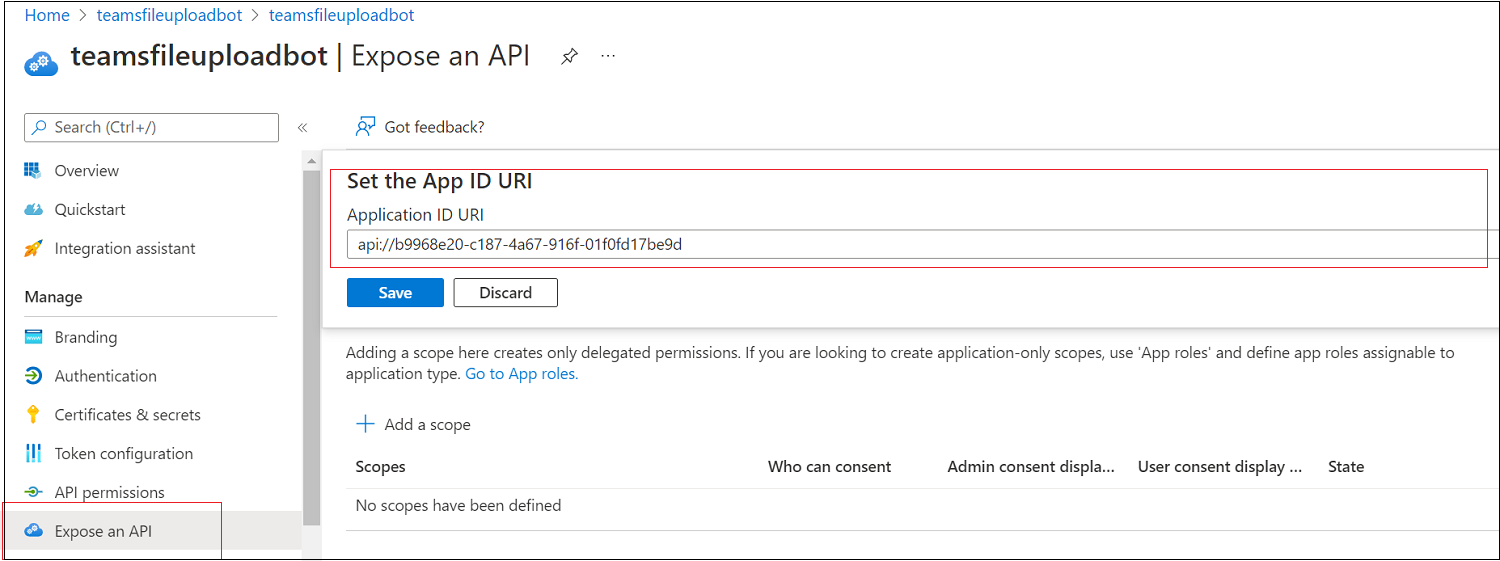 Home > teamsfileuploadbot > teamsfileuploadbot
teamsfileuploadbot | Expose an API ...
Search (Ctrl+/) «
Got feedback?
Overview
Quickstart
Integration assistant
Manage
Branding
www
Authentication
Certificates & secrets
Token configuration
API permissions
Expose an API
Set the App ID URI
Application ID URI
api://b9968e20-c187-4a67-916f-01f0fd17be9d
Save Discard
Adding a scope here creates only delegated permissions. If you are looking to create application-only scopes, use 'App roles' and define app roles assignable to
application type. Go to App roles.
+ Add a scope
Scopes Who can consent Admin consent displa... User consent display ... State
No scopes have been defined